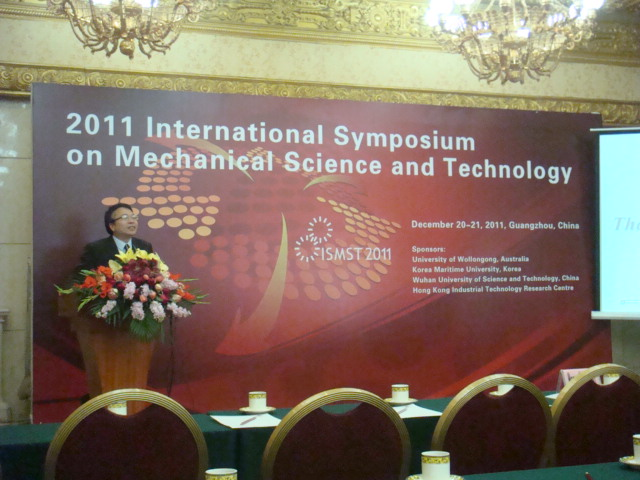 2011 International Symposium
on Mechanical Science and Technology
December 20-21, 2011, Guangzhou, China
ISMST 2011
Sponsors:
University of Wollongong, Australia
Korea Maritime University, Korea
Wuhan University of Science and Technology, China
Hong Kong Industrial Technology Research Centre